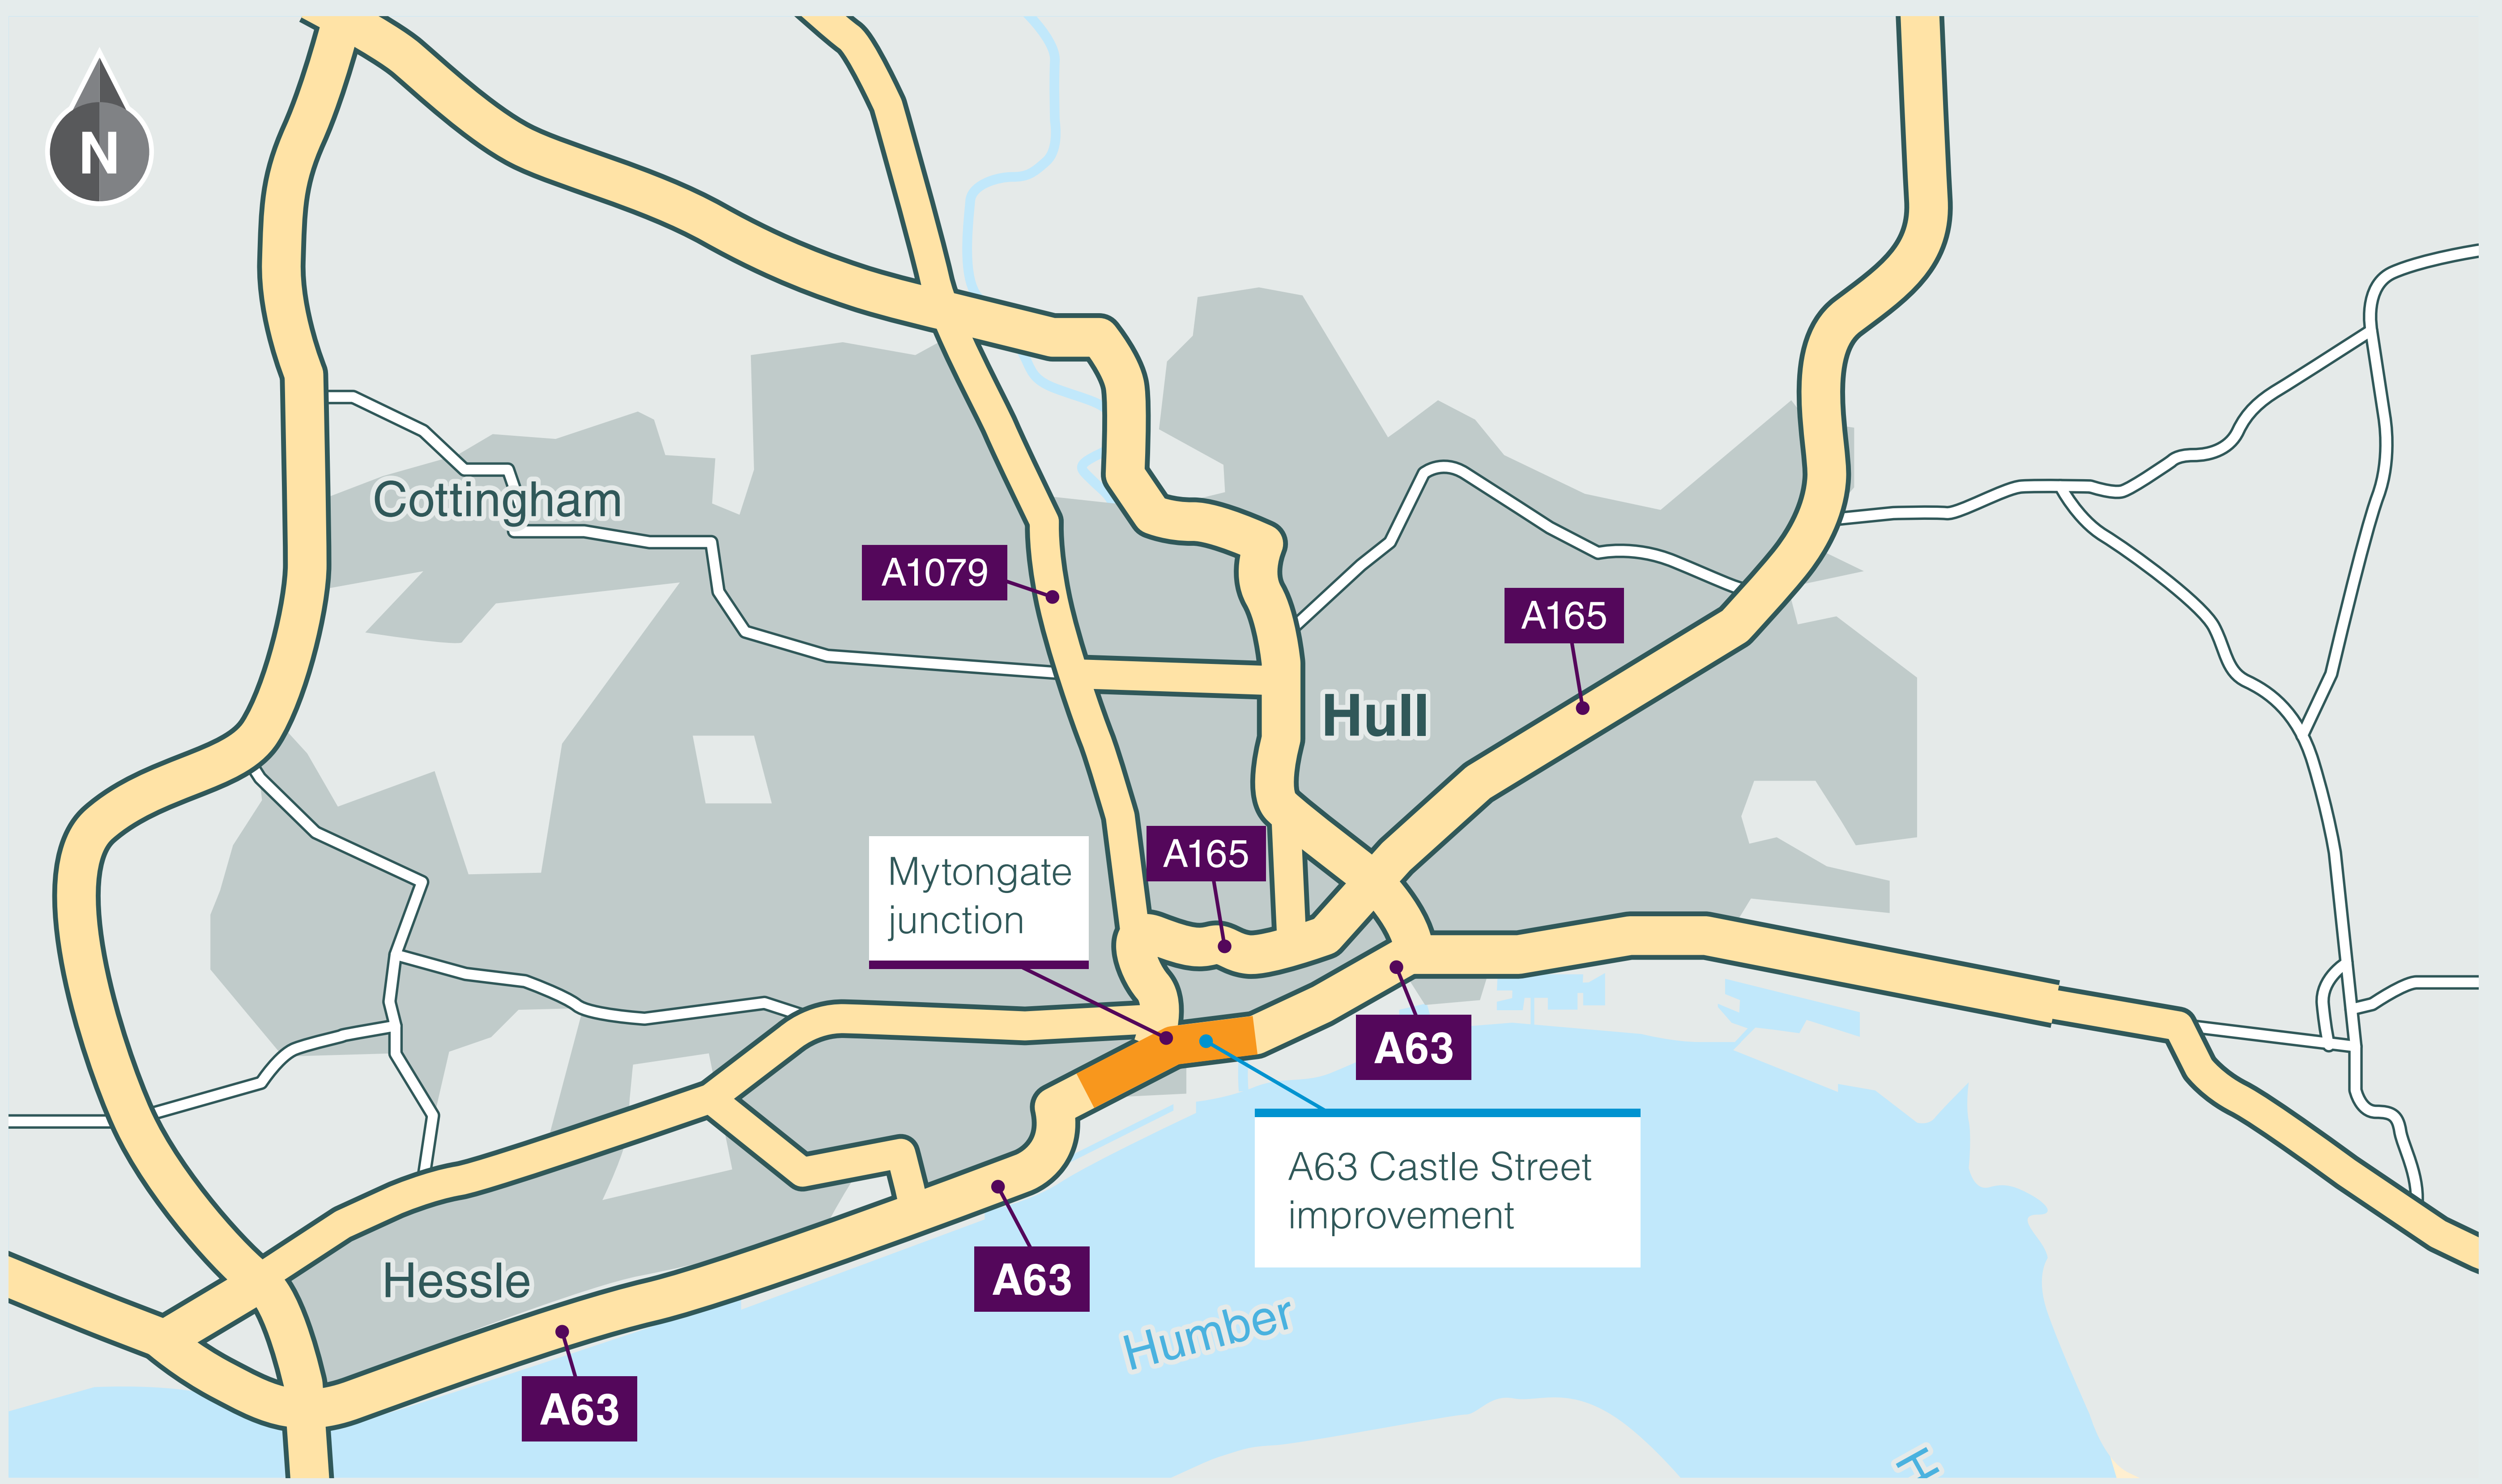 N
Cottingham
A1079
A165
Hull
A165
Mytongate
junction
A63
A63 Castle Street
improvement
A63
Hessle
Humber
A63
H